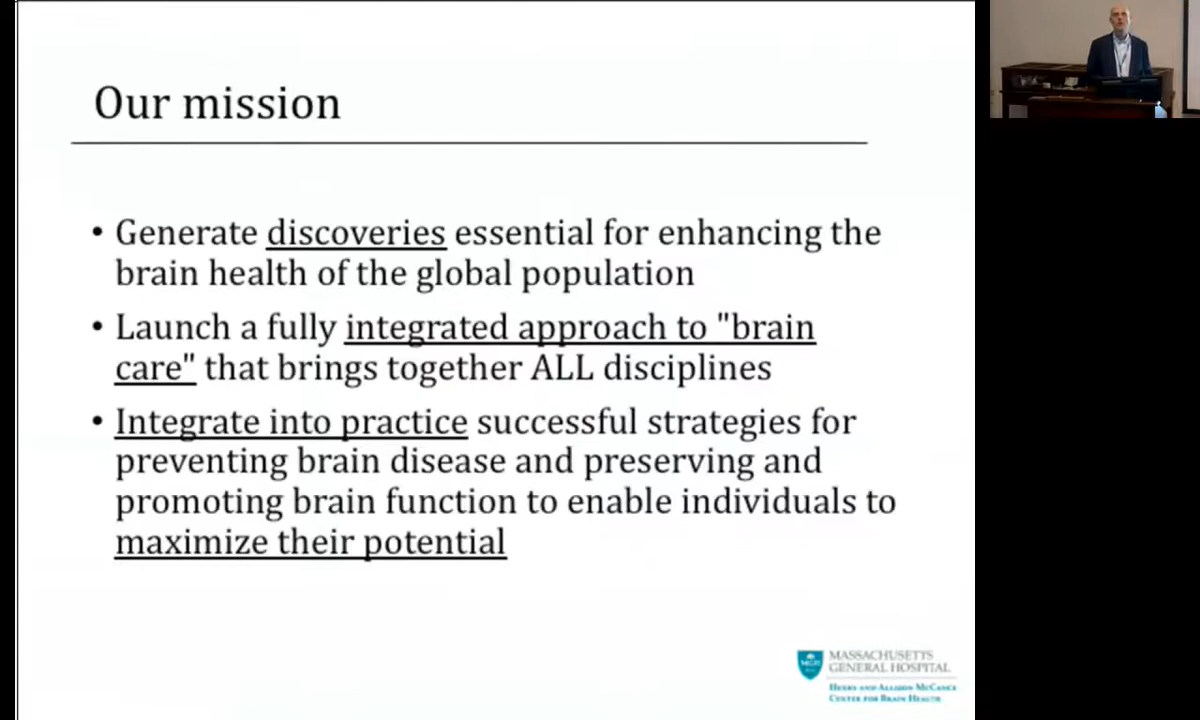 Our mission
• Generate discoveries essential for enhancing the
brain health of the global population
• Launch a fully integrated approach to "brain
care" that brings together ALL disciplines
• Integrate into practice successful strategies for
preventing brain disease and preserving and
promoting brain function to enable individuals to
maximize their potential
MGH
MASSACHUSETTS
GENERAL HOSPITAL
HENRY AND ALLISON MCCANCE
CENTER FOR BRAIN HEALTH